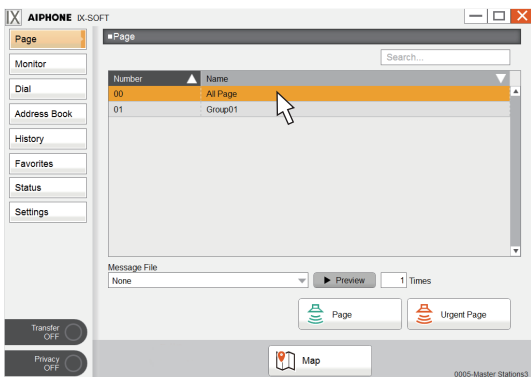 IX AIPHONE IX-SOFT
Page
Monitor
Dial
Address Book
History
Favorites
Status
Settings
Transfer
OFF
Privacy
OFF
■Page
Search...
Number Name
00 All Page
01 Group01
Message File
None Preview 1 Times
Page Urgent Page
Map
0005-Master Stations3